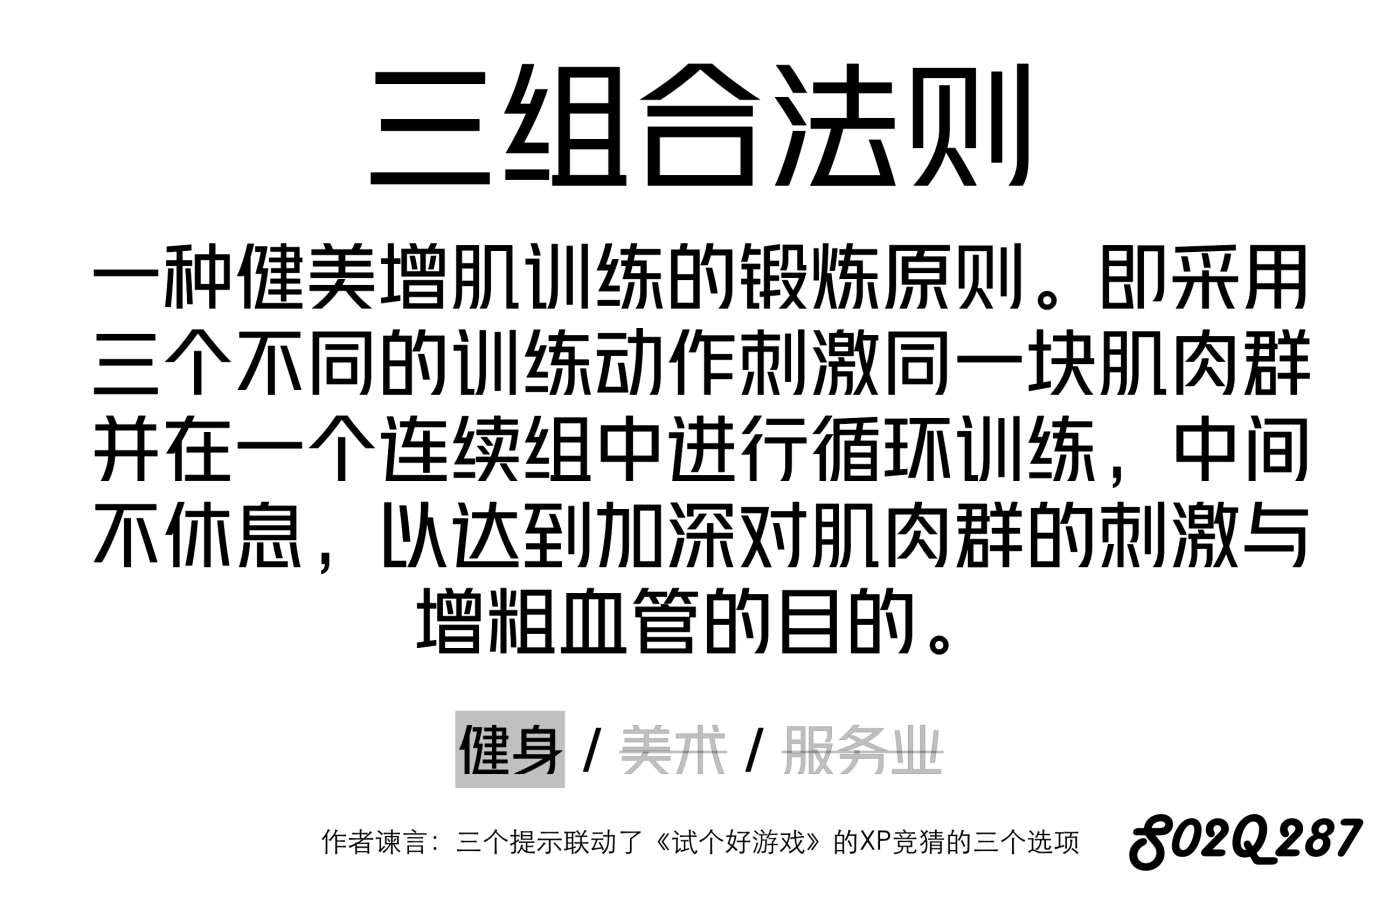 三组合法则
一种健美增肌训练的锻炼原则。即采用
三个不同的训练动作刺激同一块肌肉群
并在一个连续组中进行循环训练，中间
不休息，以达到加深对肌肉群的刺激与
增粗血管的目的。
健身 / 美术 / 服务业
作者谏言：三个提示联动了《试个好游戏》的XP竞猜的三个选项
S02Q287